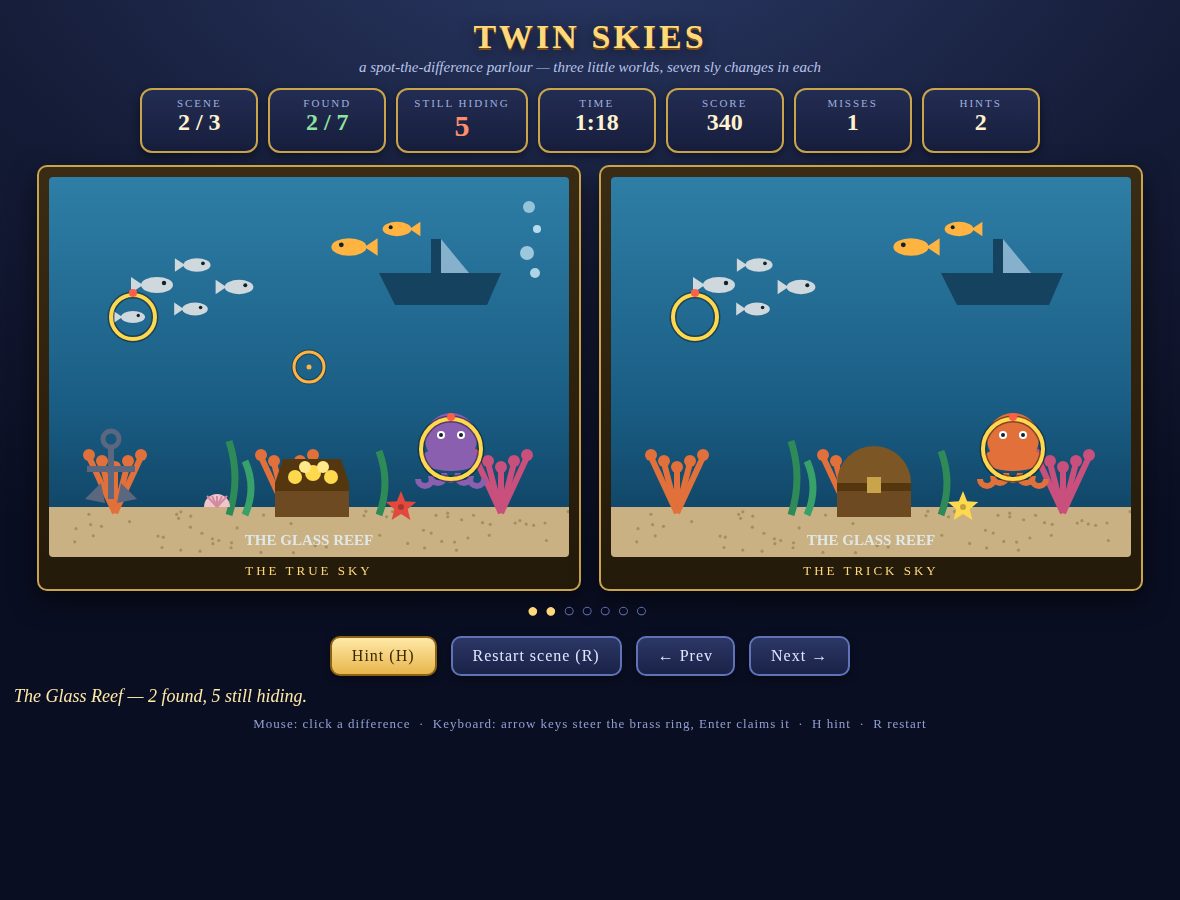 TWIN SKIES
a spot-the-difference parlour — three little worlds, seven sly changes in each
SCENE
2 / 3
FOUND
2 / 7
STILL HIDING
5
TIME
1:18
SCORE
340
MISSES
1
HINTS
2
THE GLASS REEF
THE TRUE SKY
THE GLASS REEF
THE TRICK SKY
Hint (H)
Restart scene (R)
← Prev
Next →
The Glass Reef — 2 found, 5 still hiding.
Mouse: click a difference · Keyboard: arrow keys steer the brass ring, Enter claims it · H hint · R restart